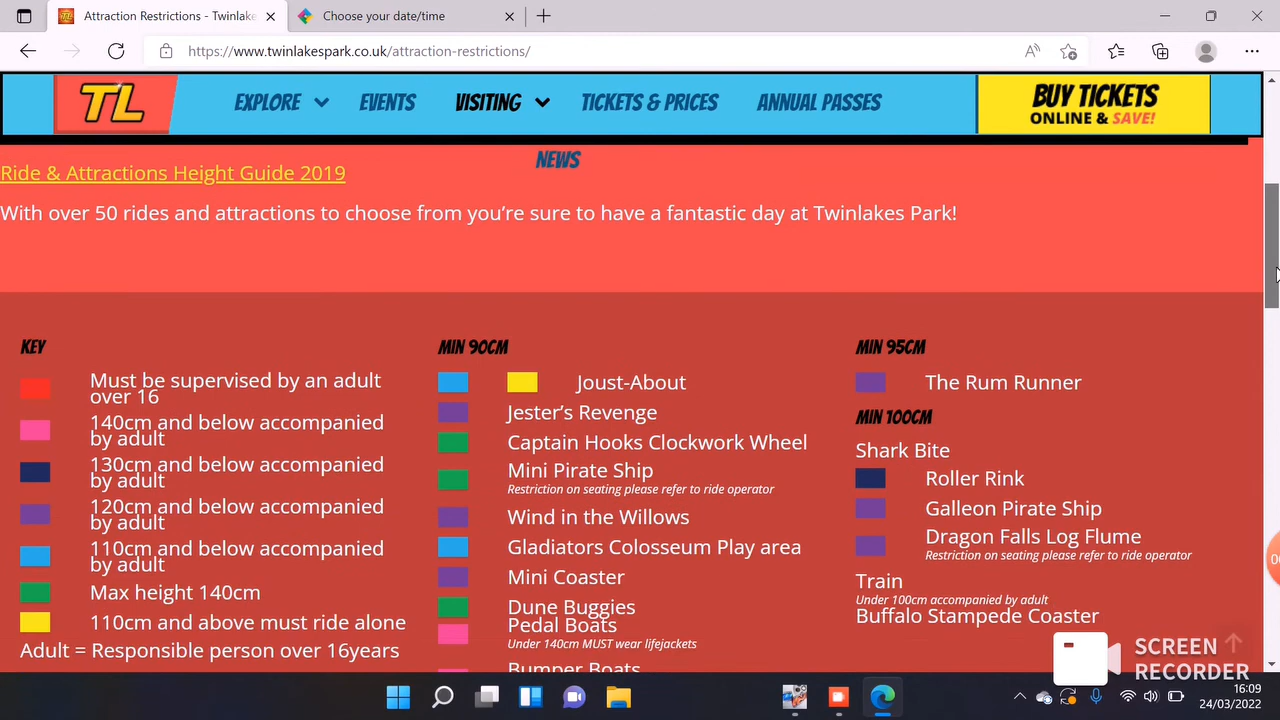 Attraction Restrictions - Twinlake
Choose your date/time
https://www.twinlakespark.co.uk/attraction-restrictions/
TL
EXPLORE
EVENTS
VISITING
TICKETS & PRICES
ANNUAL PASSES
BUY TICKETS
ONLINE & SAVE!
NEWS
Ride & Attractions Height Guide 2019
With over 50 rides and attractions to choose from you’re sure to have a fantastic day at Twinlakes Park!
KEY
Must be supervised by an adult
over 16
140cm and below accompanied
by adult
130cm and below accompanied
by adult
120cm and below accompanied
by adult
110cm and below accompanied
by adult
Max height 140cm
110cm and above must ride alone
Adult = Responsible person over 16years
MIN 90CM
Joust-About
Jester’s Revenge
Captain Hooks Clockwork Wheel
Mini Pirate Ship
Restriction on seating please refer to ride operator
Wind in the Willows
Gladiators Colosseum Play area
Mini Coaster
Dune Buggies
Pedal Boats
Under 140cm MUST wear lifejackets
Bumper Boats
MIN 95CM
The Rum Runner
MIN 100CM
Shark Bite
Roller Rink
Galleon Pirate Ship
Dragon Falls Log Flume
Restriction on seating please refer to ride operator
Train
Under 100cm accompanied by adult
Buffalo Stampede Coaster
SCREEN
RECORDER
16:09
24/03/2022